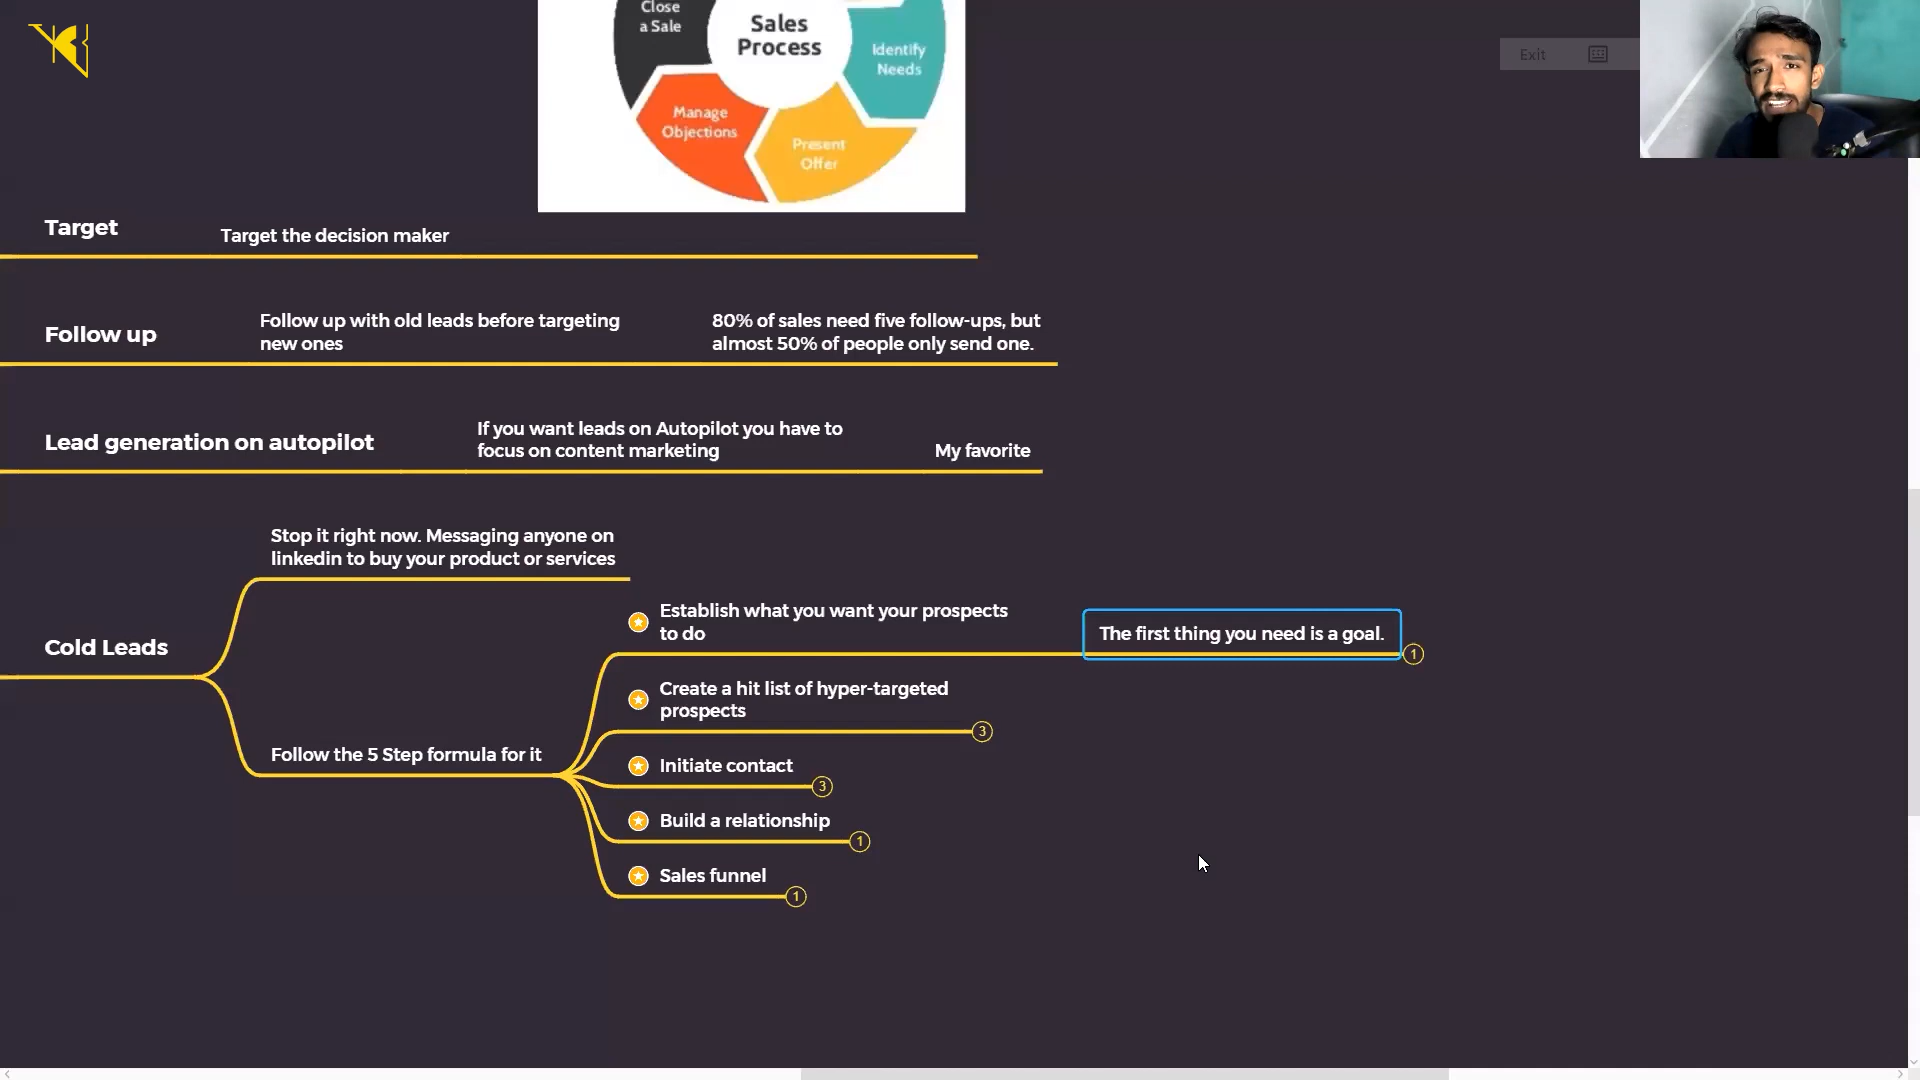 Close
a Sale
Sales
Process
Identify
Needs
Manage
Objections
Present
Offer
Exit
Target
Target the decision maker
Follow up
Follow up with old leads before targeting
new ones
80% of sales need five follow-ups, but
almost 50% of people only send one.
Lead generation on autopilot
If you want leads on Autopilot you have to
focus on content marketing
My favorite
Stop it right now. Messaging anyone on
linkedin to buy your product or services
Cold Leads
Follow the 5 Step formula for it
Establish what you want your prospects
to do
The first thing you need is a goal.
1
Create a hit list of hyper-targeted
prospects
3
Initiate contact
3
Build a relationship
1
Sales funnel
1